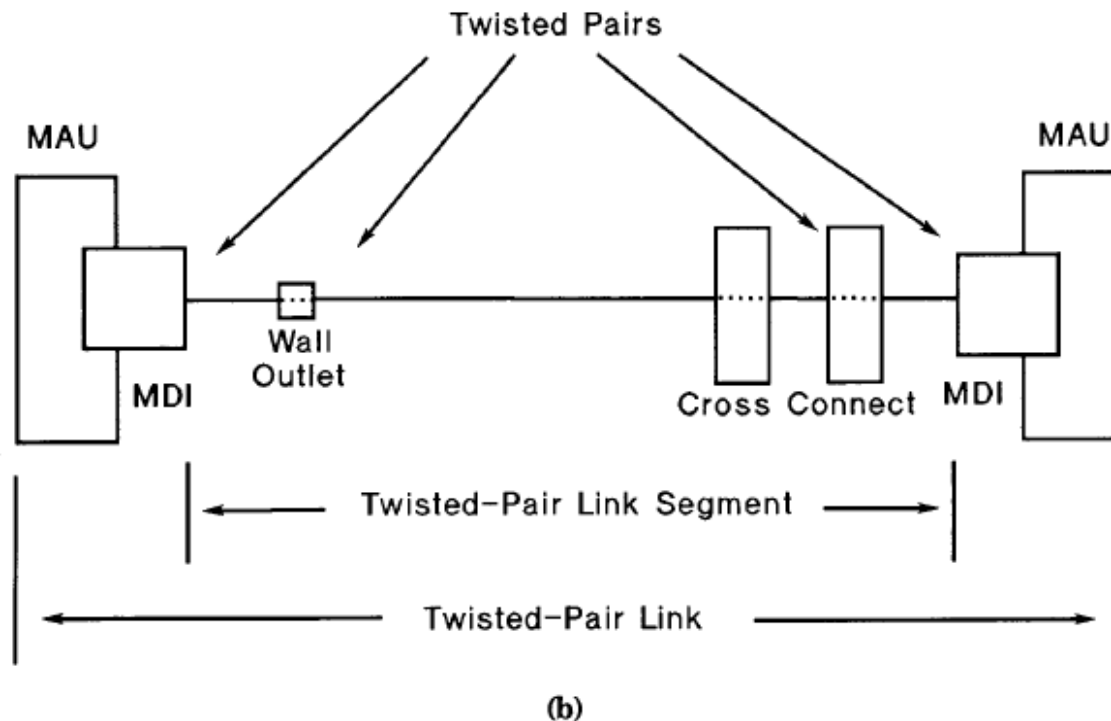 Twisted Pairs
MAU
MAU
Wall
Outlet
MDI
Cross Connect
MDI
Twisted-Pair Link Segment
Twisted-Pair Link
(b)